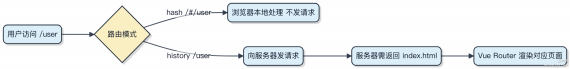 用户访问 /user
路由模式
hash /#/user
浏览器本地处理 不发请求
history /user
向服务器发请求
服务器需返回 index.html
Vue Router 渲染对应页面